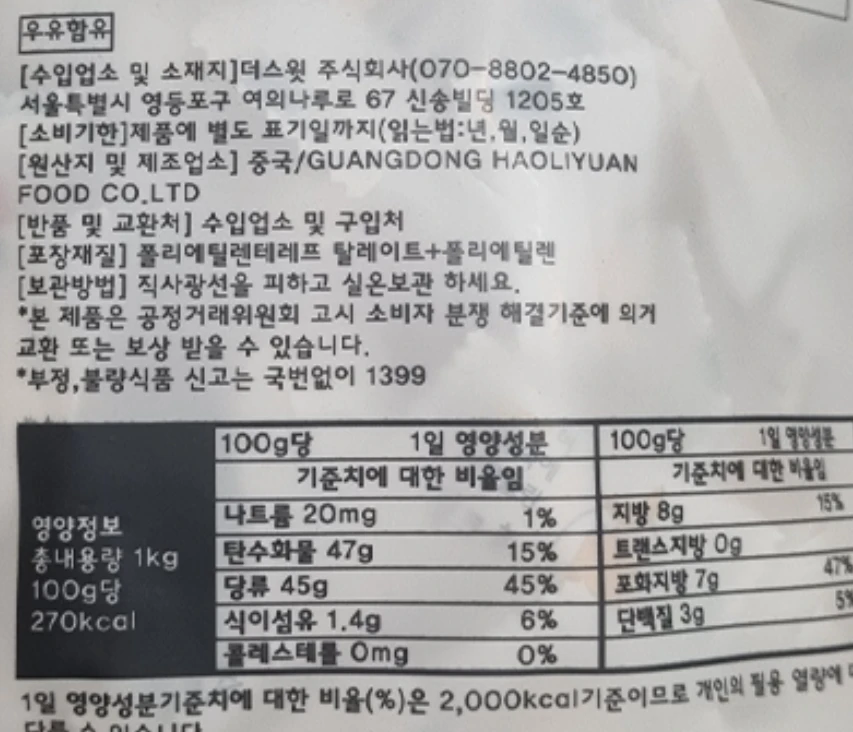 우유함유
[수입업소 및 소재지]더스윗 주식회사(070-8802-4850)
서울특별시 영등포구 여의나루로 67 신송빌딩 1205호
[소비기한]제품에 별도 표기일까지(읽는법:년,월,일순)
[원산지 및 제조업소] 중국/GUANGDONG HAOLIYUAN
FOOD CO.LTD
[반품 및 교환처] 수입업소 및 구입처
[포장재질] 폴리에틸렌테레프 탈레이트+폴리에틸렌
[보관방법] 직사광선을 피하고 실온보관 하세요.
*본 제품은 공정거래위원회 고시 소비자 분쟁 해결기준에 의거
교환 또는 보상 받을 수 있습니다.
*부정,불량식품 신고는 국번없이 1399
영양정보
총내용량 1kg
100g당
270kcal
100g당 1일 영양성분
기준치에 대한 비율임
나트륨 20mg 1%
탄수화물 47g 15%
당류 45g 45%
식이섬유 1.4g 6%
콜레스테롤 0mg 0%
100g당 1일 영양성분
기준치에 대한 비율임
지방 8g 15%
트랜스지방 0g
포화지방 7g 47%
단백질 3g 5%
1일 영양성분기준치에 대한 비율(%)은 2,000kcal기준이므로 개인의 필용 열량에